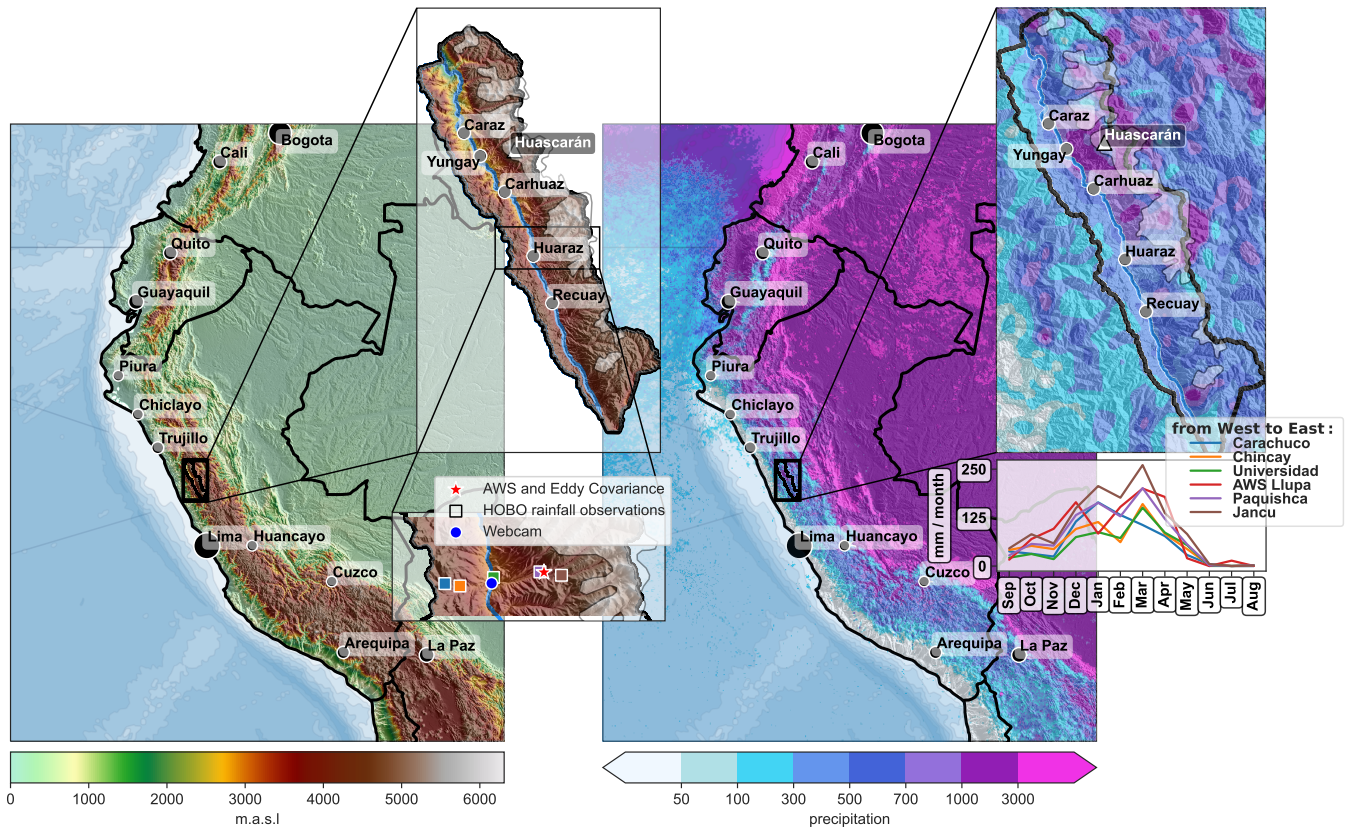 Bogota
Cali
Quito
Guayaquil
Piura
Chiclayo
Trujillo
Lima
Huancayo
Cuzco
Arequipa
La Paz
Caraz
Yungay
Huascarán
Carhuaz
Huaraz
Recuay
AWS and Eddy Covariance
HOBO rainfall observations
Webcam
0 1000 2000 3000 4000 5000 6000
m.a.s.l
Bogota
Cali
Quito
Guayaquil
Piura
Chiclayo
Trujillo
Lima
Huancayo
Cuzco
Arequipa
La Paz
Caraz
Huascarán
Yungay
Carhuaz
Huaraz
Recuay
from West to East:
Carachuco
Chincay
Universidad
AWS Llupa
Paquishca
Jancu
mm / month
250
125
0
Sep Oct Nov Dec Jan Feb Mar Apr May Jun Jul Aug
50 100 300 500 700 1000 3000
precipitation